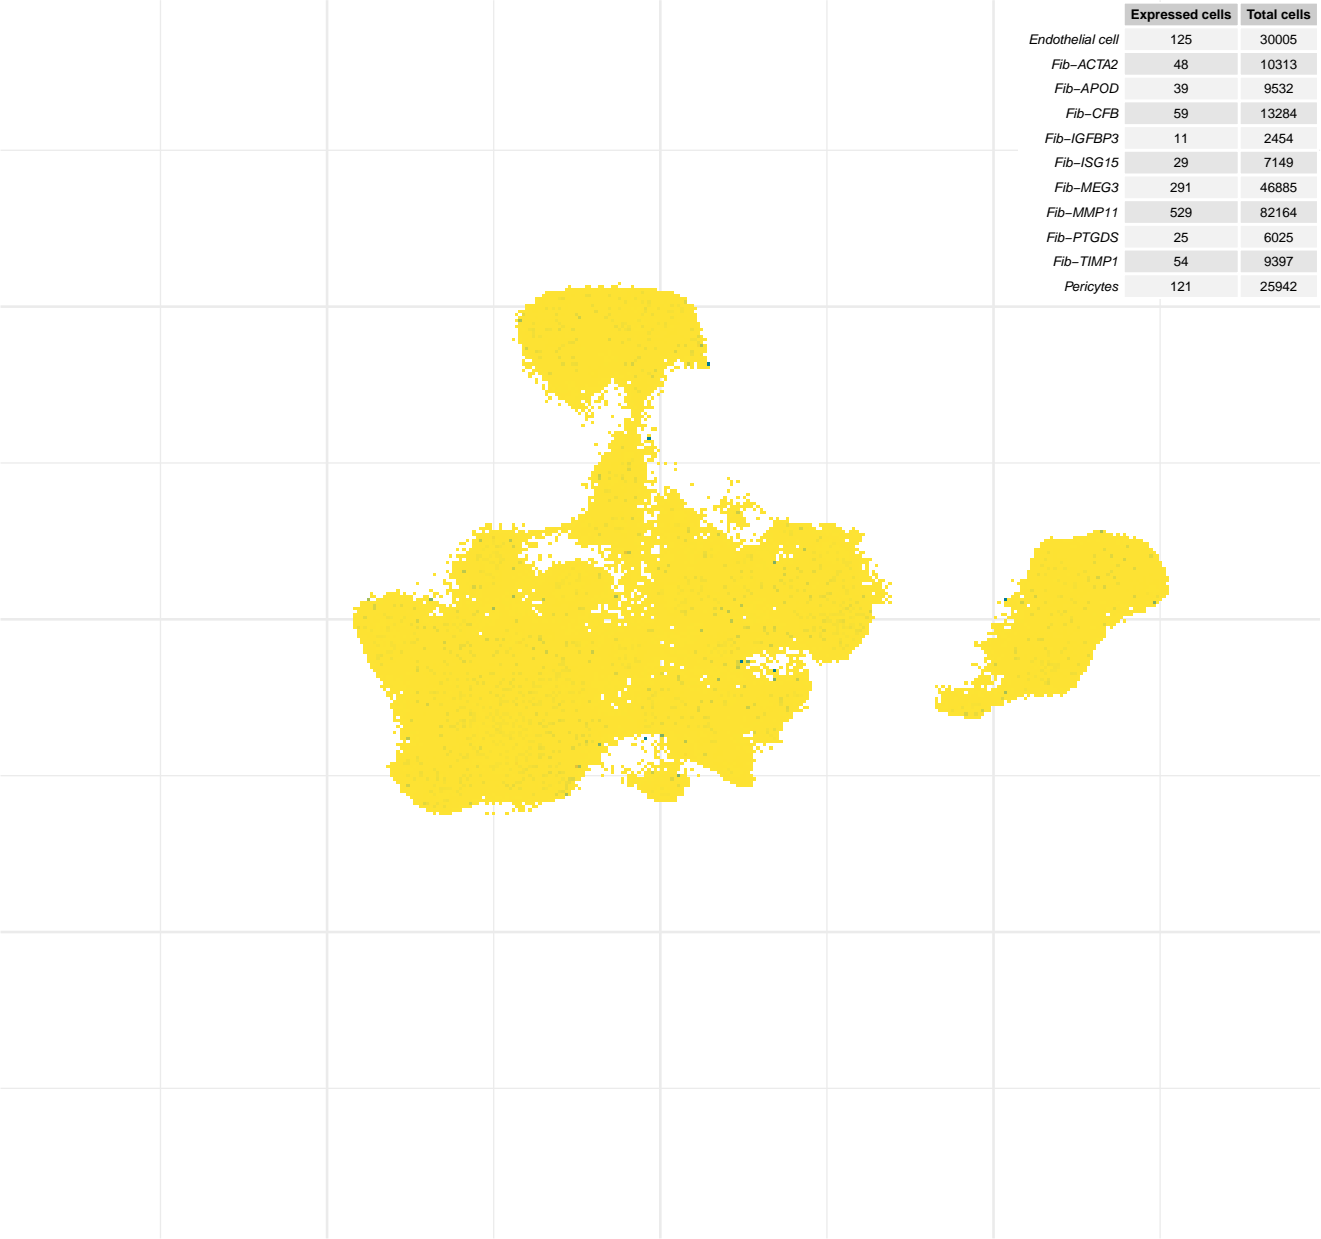 Expressed cells Total cells
Endothelial cell 125 30005
Fib−ACTA2 48 10313
Fib−APOD 39 9532
Fib−CFB 59 13284
Fib−IGFBP3 11 2454
Fib−ISG15 29 7149
Fib−MEG3 291 46885
Fib−MMP11 529 82164
Fib−PTGDS 25 6025
Fib−TIMP1 54 9397
Pericytes 121 25942